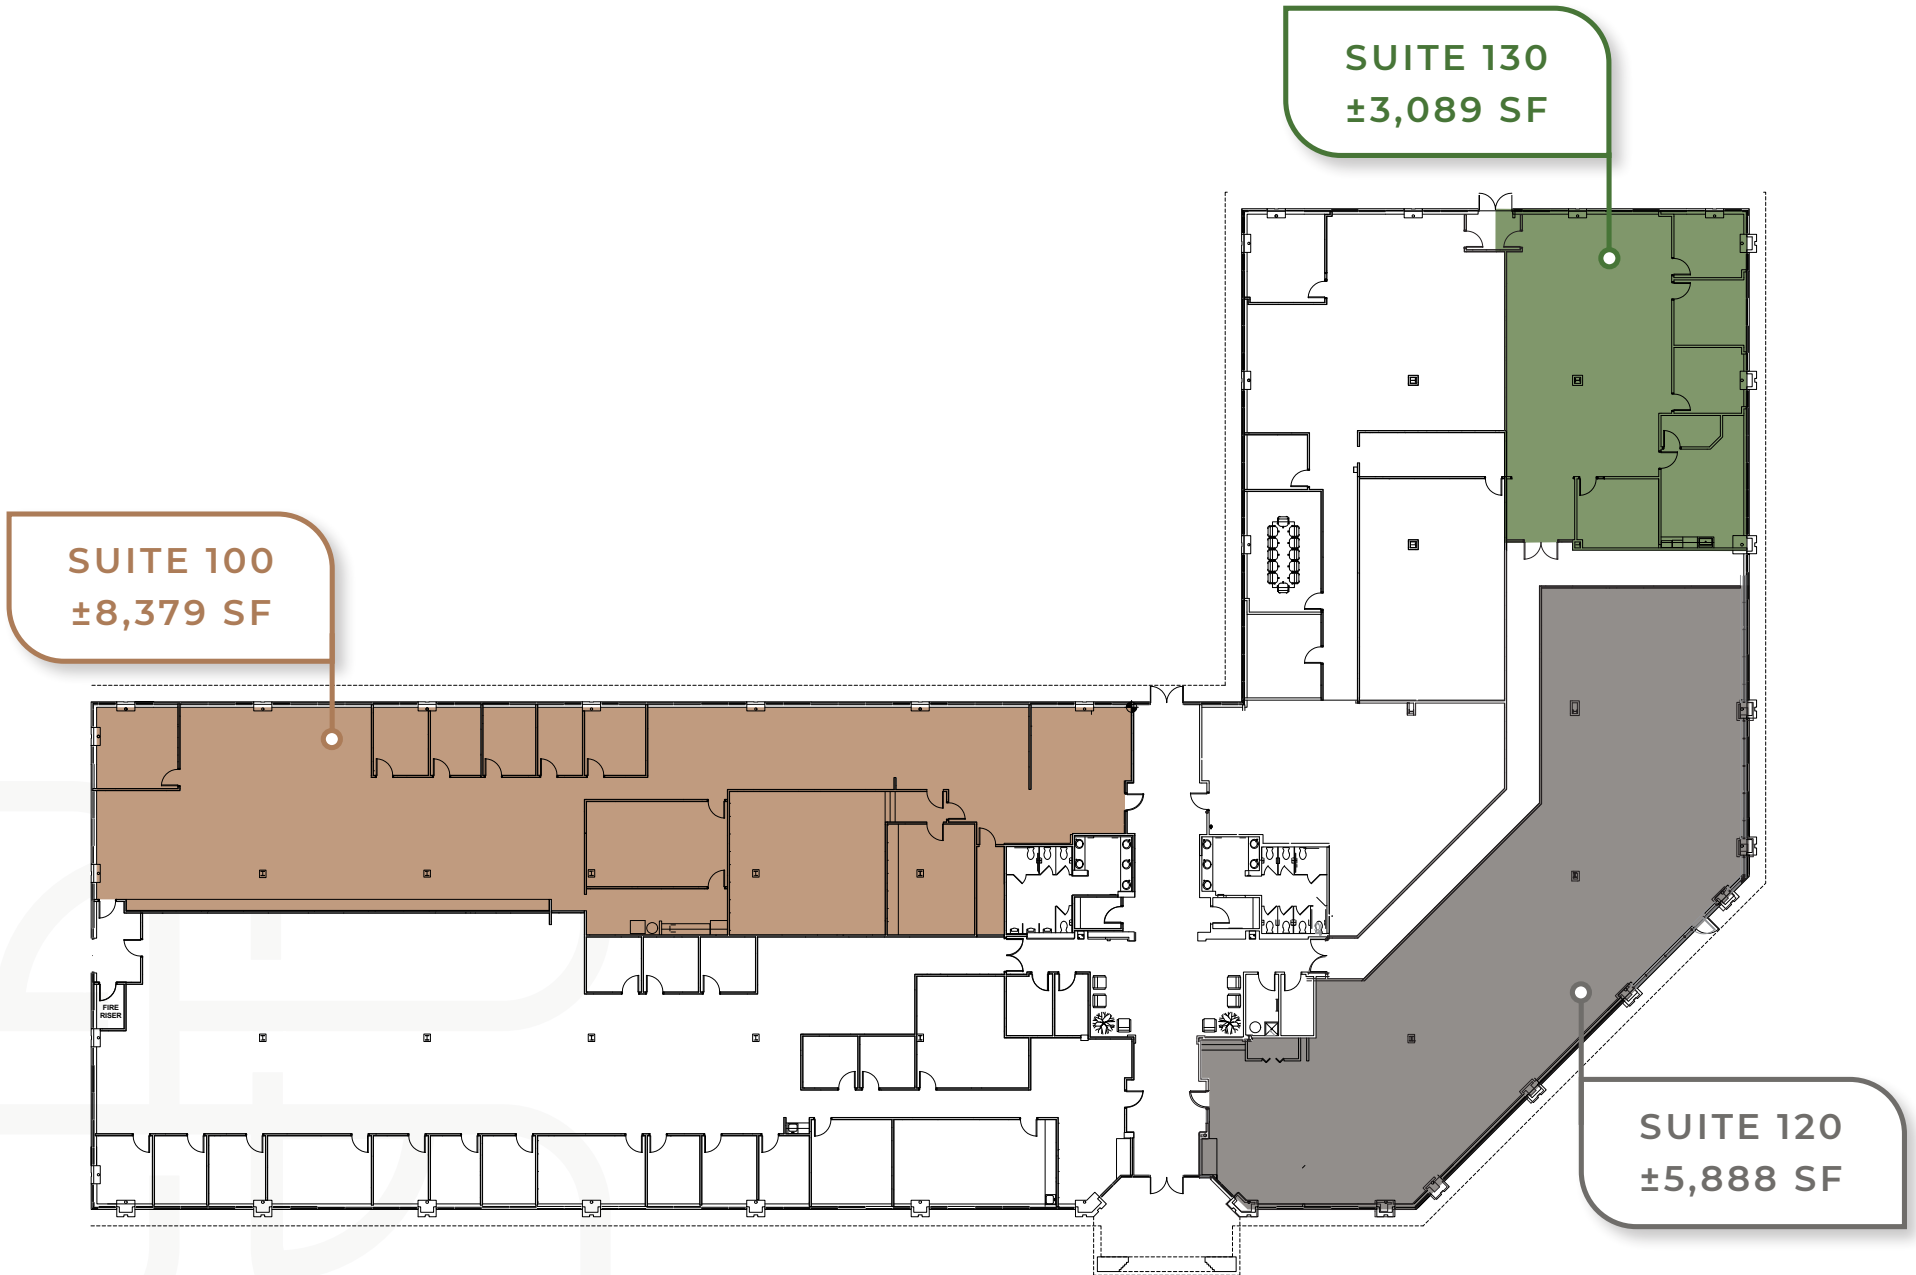 SUITE 130
±3,089 SF
SUITE 100
±8,379 SF
FIRE
RISER
SUITE 120
±5,888 SF